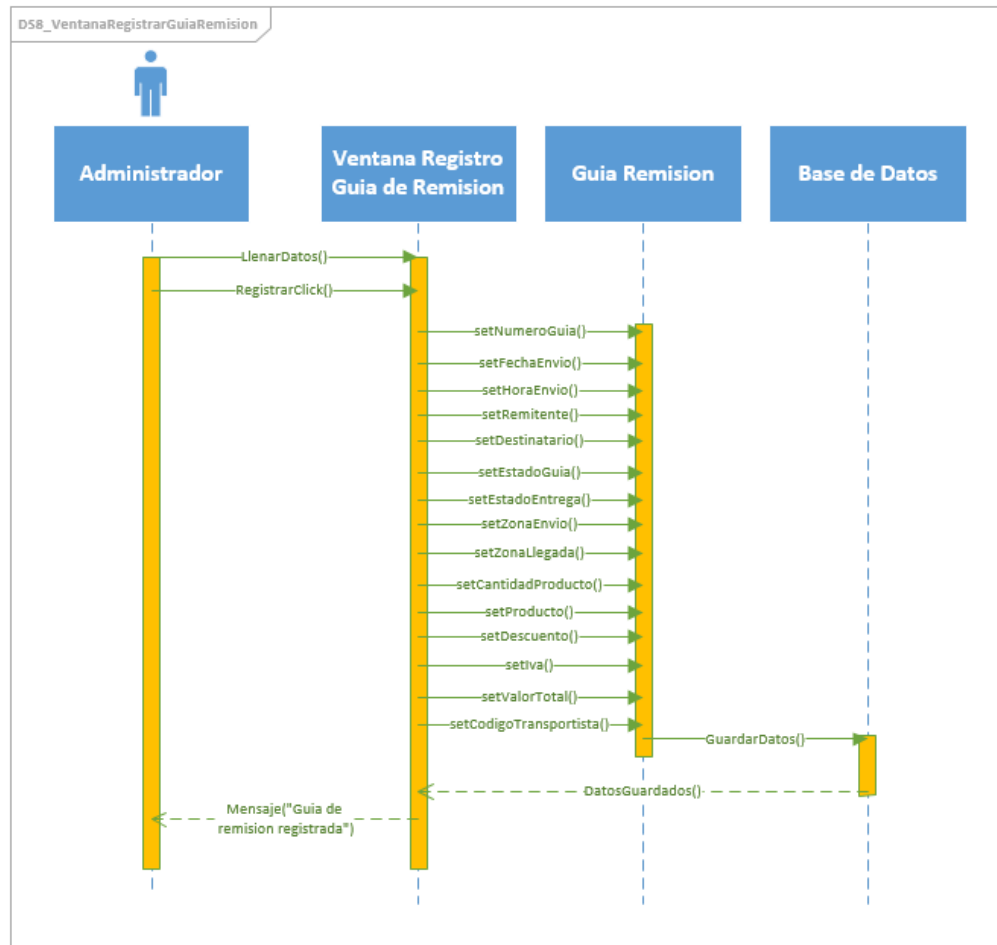 DS8_VentanaRegistrarGuiaRemision
Administrador
Ventana Registro
Guia de Remision
Guia Remision
Base de Datos
LlenarDatos()
RegistrarClick()
setNumeroGuia()
setFechaEnvio()
setHoraEnvio()
setRemitente()
setDestinatario()
setEstadoGuia()
setEstadoEntrega()
setZonaEnvio()
setZonaLlegada()
setCantidadProducto()
setProducto()
setDescuento()
setIva()
setValorTotal()
setCodigoTransportista()
GuardarDatos()
DatosGuardados()
Mensaje("Guia de
remision registrada")